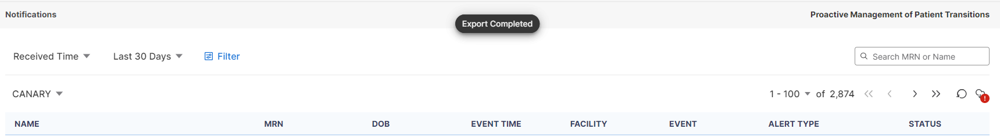 Notifications
Export Completed
Proactive Management of Patient Transitions
Received Time
Last 30 Days
Filter
Search MRN or Name
CANARY
1 - 100 of 2,874
!
NAME MRN DOB EVENT TIME FACILITY EVENT ALERT TYPE STATUS